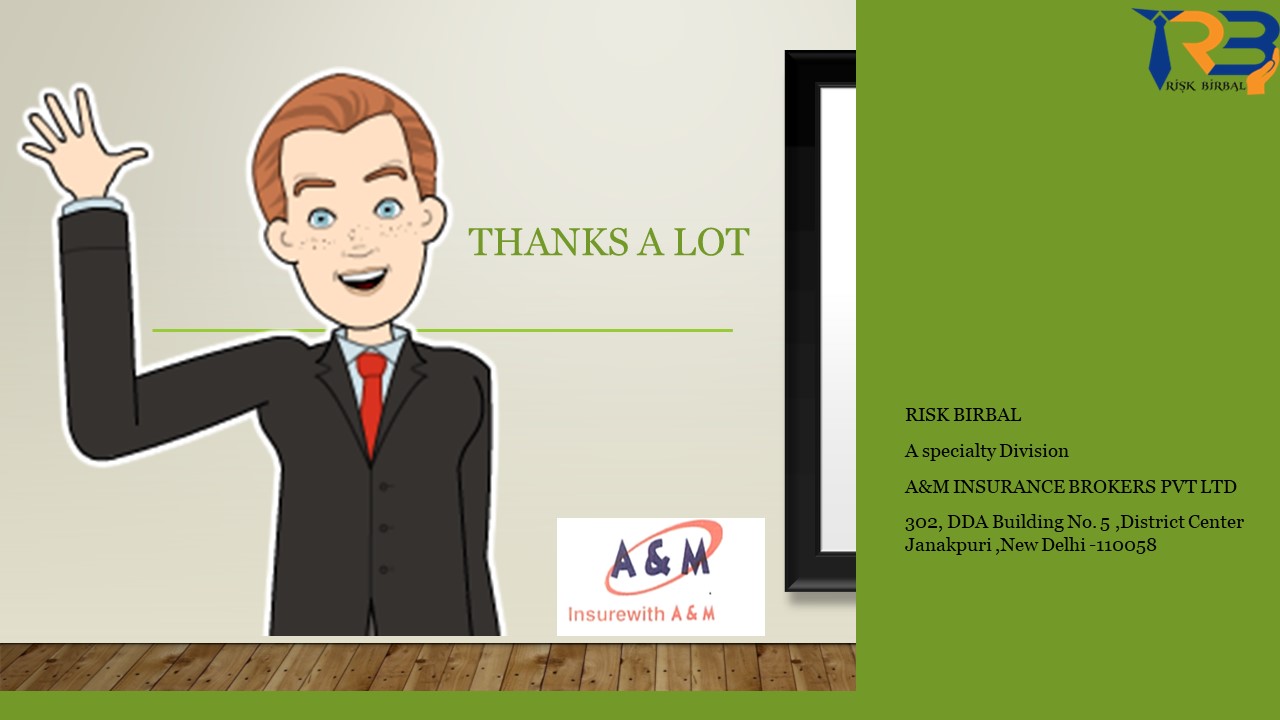 RISK BIRBAL
THANKS A LOT
RISK BIRBAL
A specialty Division
A&M INSURANCE BROKERS PVT LTD
302, DDA Building No. 5 ,District Center
Janakpuri ,New Delhi -110058
A & M
Insurewith A & M